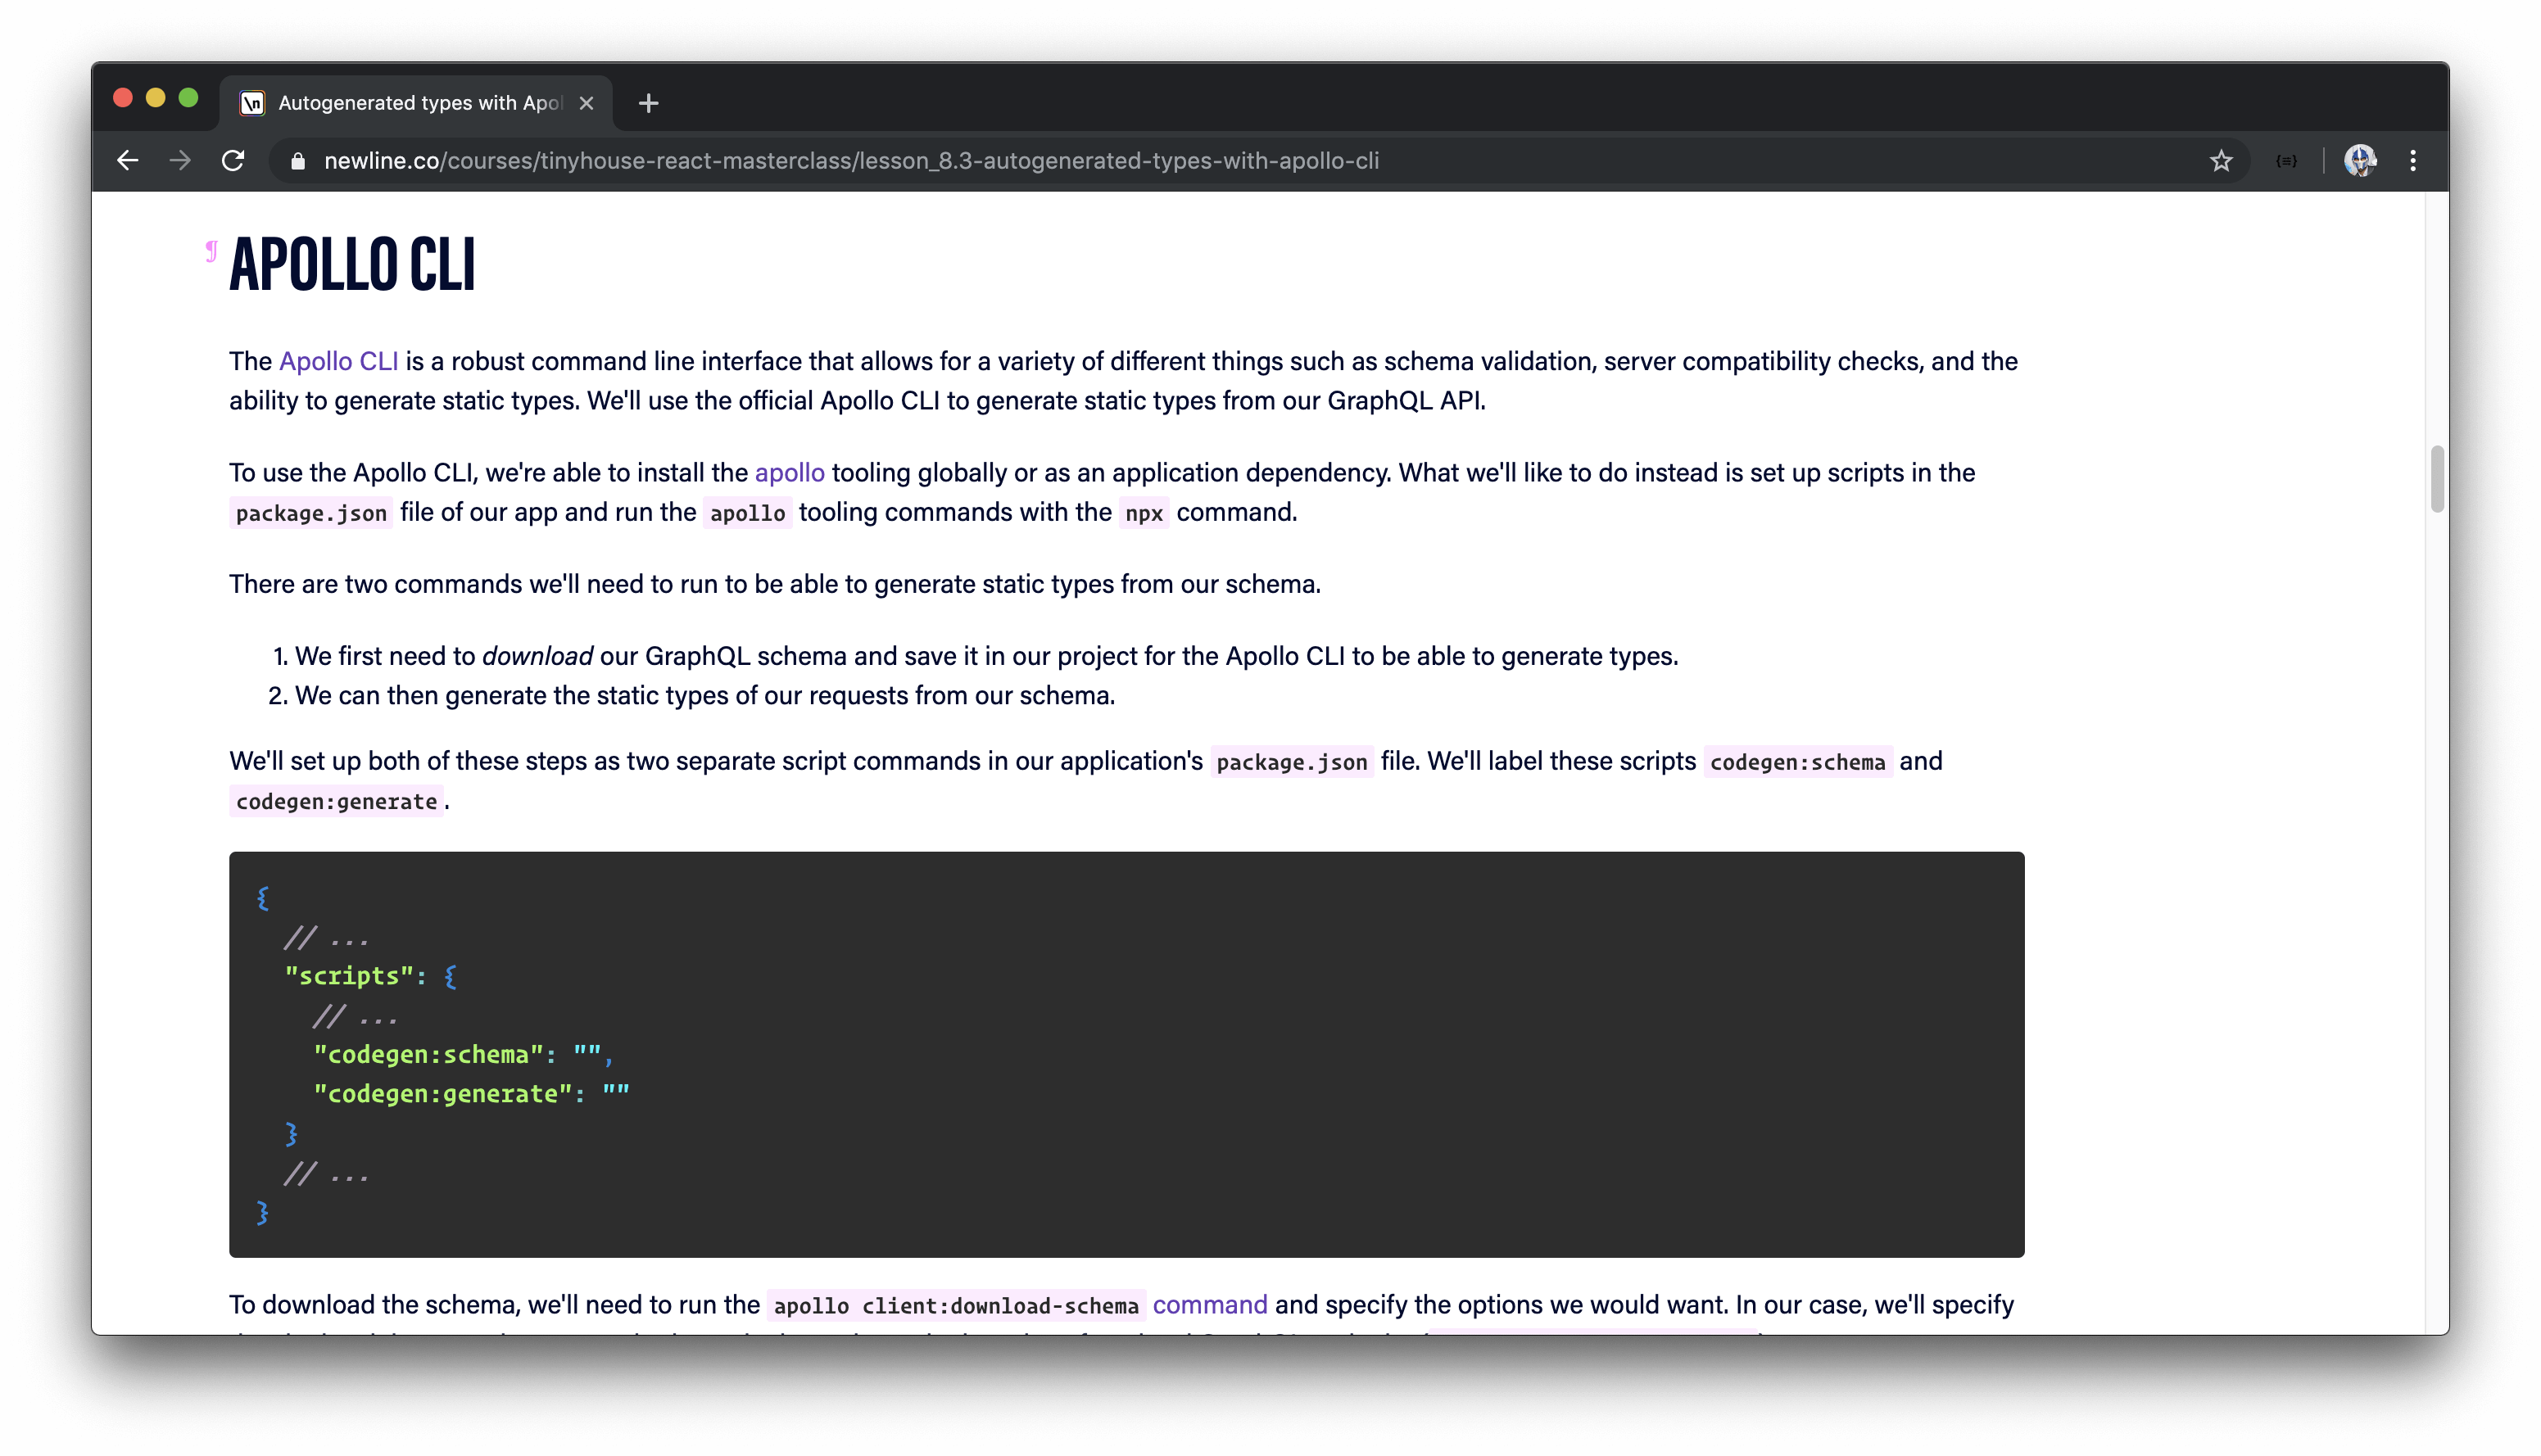 \n Autogenerated types with Apol
newline.co/courses/tinyhouse-react-masterclass/lesson_8.3-autogenerated-types-with-apollo-cli
¶ APOLLO CLI
The Apollo CLI is a robust command line interface that allows for a variety of different things such as schema validation, server compatibility checks, and the
ability to generate static types. We'll use the official Apollo CLI to generate static types from our GraphQL API.
To use the Apollo CLI, we're able to install the apollo tooling globally or as an application dependency. What we'll like to do instead is set up scripts in the
package.json file of our app and run the apollo tooling commands with the npx command.
There are two commands we'll need to run to be able to generate static types from our schema.
1. We first need to download our GraphQL schema and save it in our project for the Apollo CLI to be able to generate types.
2. We can then generate the static types of our requests from our schema.
We'll set up both of these steps as two separate script commands in our application's package.json file. We'll label these scripts codegen:schema and
codegen:generate.
{
// ...
"scripts": {
// ...
"codegen:schema": "",
"codegen:generate": ""
}
// ...
}
To download the schema, we'll need to run the apollo client:download-schema command and specify the options we would want. In our case, we'll specify